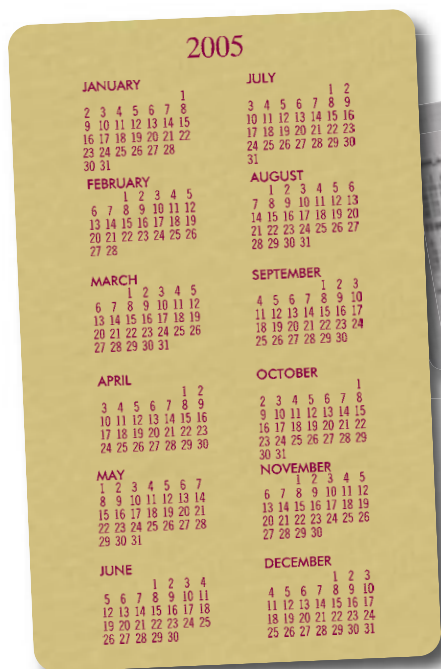 2005
JANUARY
1
2 3 4 5 6 7 8
9 10 11 12 13 14 15
16 17 18 19 20 21 22
23 24 25 26 27 28
30 31
FEBRUARY
1 2 3 4 5
6 7 8 9 10 11 12
13 14 15 16 17 18 19
20 21 22 23 24 25 26
27 28
MARCH
1 2 3 4 5
6 7 8 9 10 11 12
13 14 15 16 17 18 19
20 21 22 23 24 25 26
27 28 29 30 31
APRIL
1 2
3 4 5 6 7 8 9
10 11 12 13 14 15 16
17 18 19 20 21 22 23
24 25 26 27 28 29 30
MAY
1 2 3 4 5 6 7
8 9 10 11 12 13 14
15 16 17 18 19 20 21
22 23 24 25 26 27 28
29 30 31
JUNE
1 2 3 4
5 6 7 8 9 10 11
12 13 14 15 16 17 18
19 20 21 22 23 24 25
26 27 28 29 30
JULY
1 2
3 4 5 6 7 8 9
10 11 12 13 14 15 16
17 18 19 20 21 22 23
24 25 26 27 28 29 30
31
AUGUST
1 2 3 4 5 6
7 8 9 10 11 12 13
14 15 16 17 18 19 20
21 22 23 24 25 26 27
28 29 30 31
SEPTEMBER
1 2 3
4 5 6 7 8 9 10
11 12 13 14 15 16 17
18 19 20 21 22 23 24
25 26 27 28 29 30
OCTOBER
1
2 3 4 5 6 7 8
9 10 11 12 13 14 15
16 17 18 19 20 21 22
23 24 25 26 27 28 29
30 31
NOVEMBER
1 2 3 4 5
6 7 8 9 10 11 12
13 14 15 16 17 18 19
20 21 22 23 24 25 26
27 28 29 30
DECEMBER
1 2 3
4 5 6 7 8 9 10
11 12 13 14 15 16 17
18 19 20 21 22 23 24
25 26 27 28 29 30 31